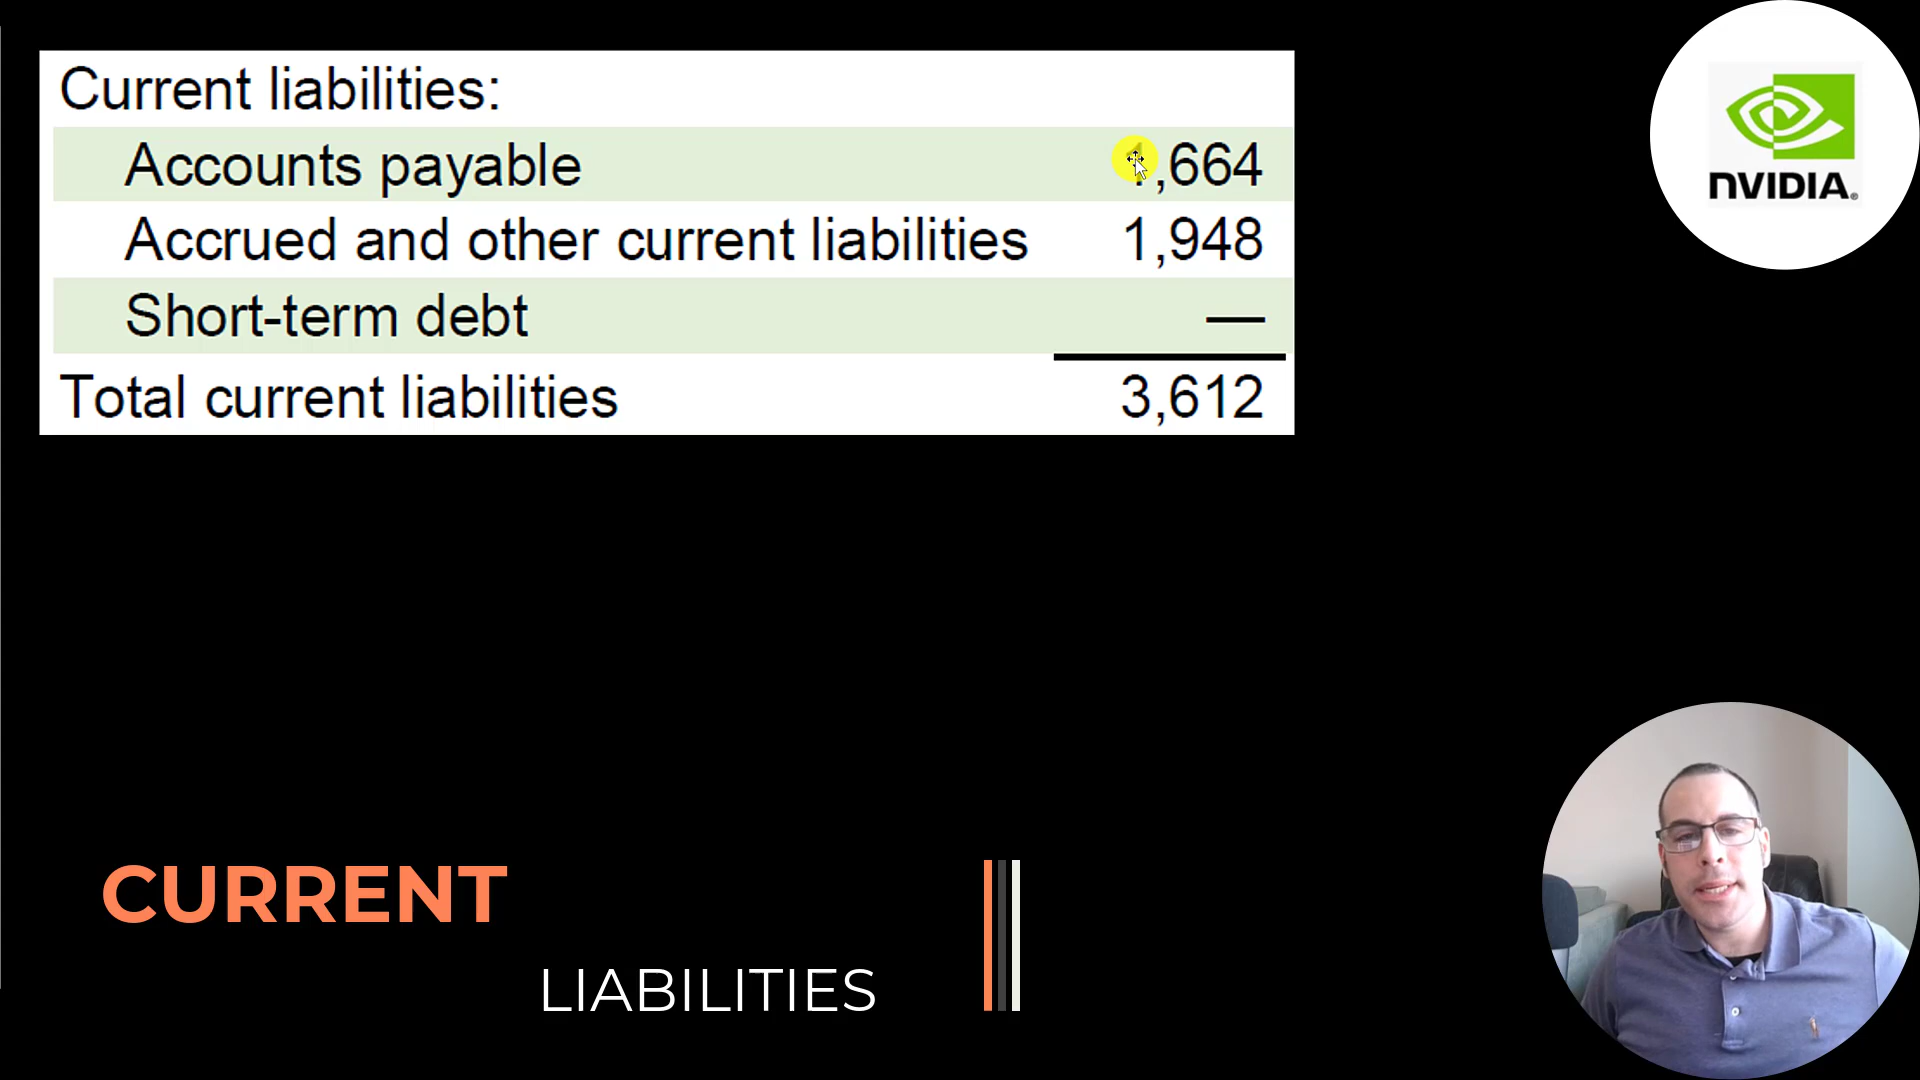 Current liabilities:
Accounts payable 1,664
Accrued and other current liabilities 1,948
Short-term debt —
Total current liabilities 3,612
NVIDIA.
CURRENT
LIABILITIES